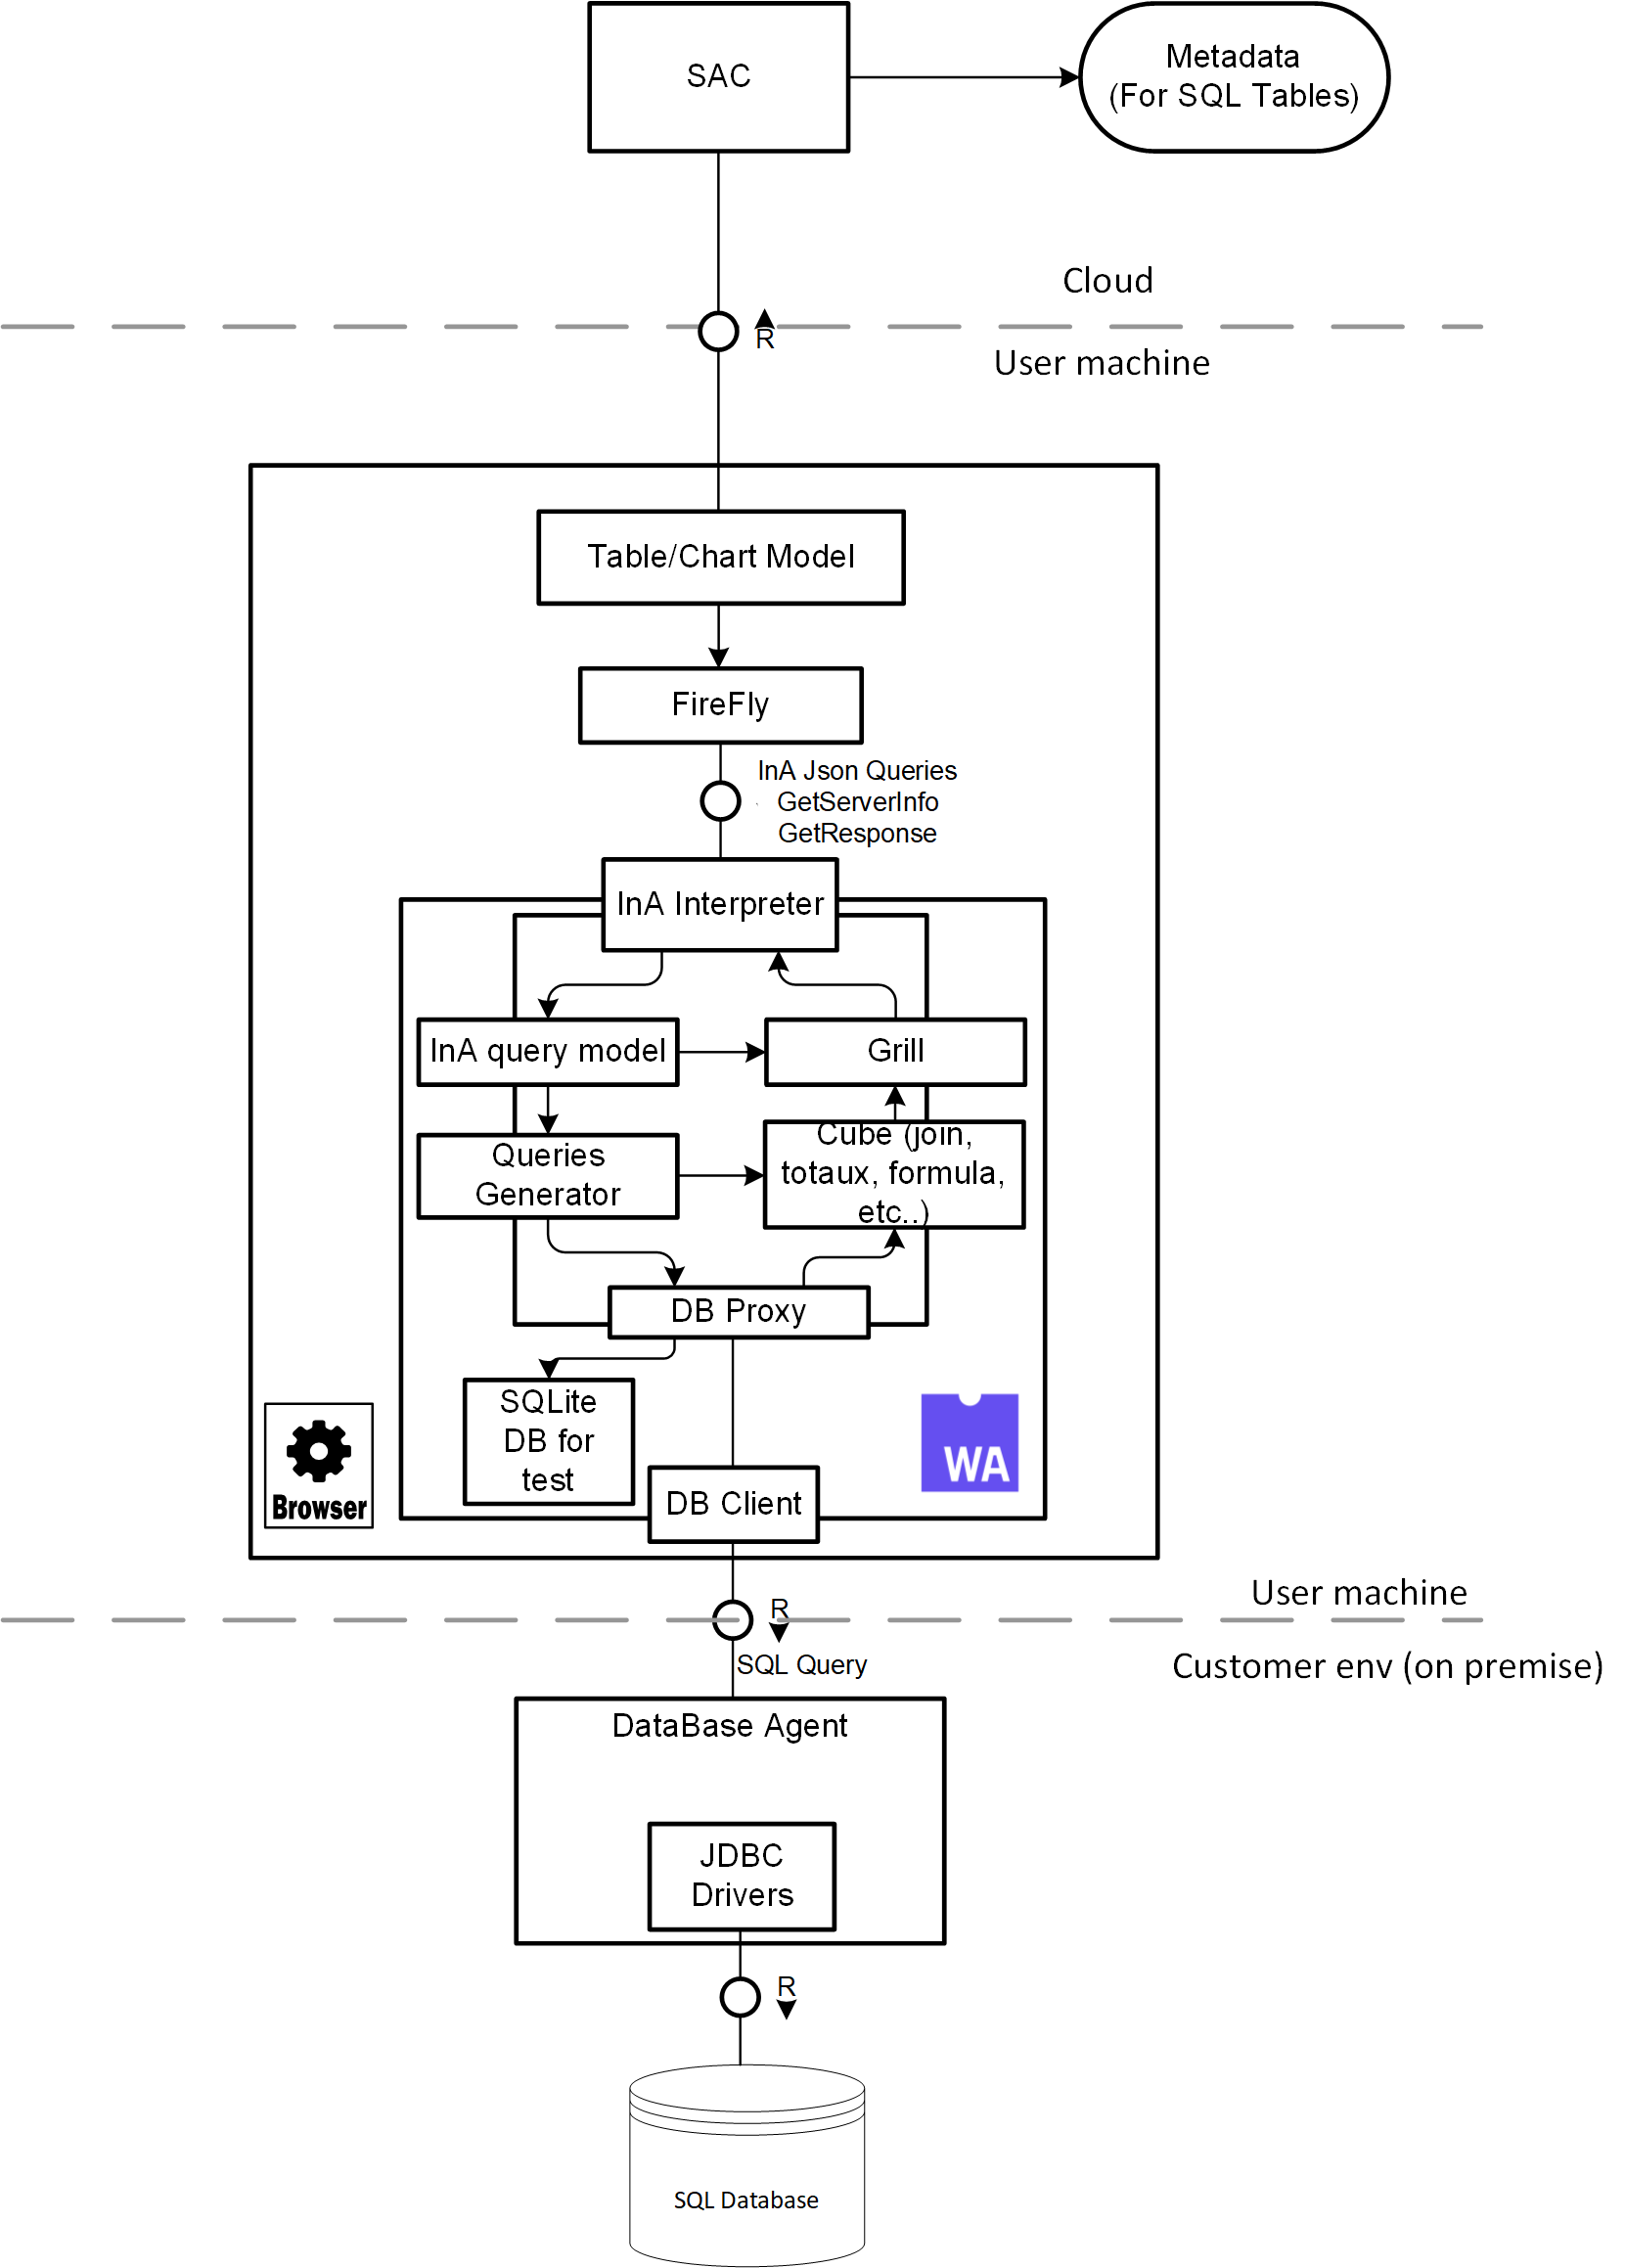 SAC
Metadata
(For SQL Tables)
Cloud
R
User machine
Table/Chart Model
FireFly
InA Json Queries
GetServerInfo
GetResponse
InA Interpreter
InA query model
Grill
Queries
Generator
Cube (join,
totaux, formula,
etc..)
DB Proxy
SQLite
DB for
test
WA
Browser
DB Client
User machine
R
SQL Query
Customer env (on premise)
DataBase Agent
JDBC
Drivers
R
SQL Database